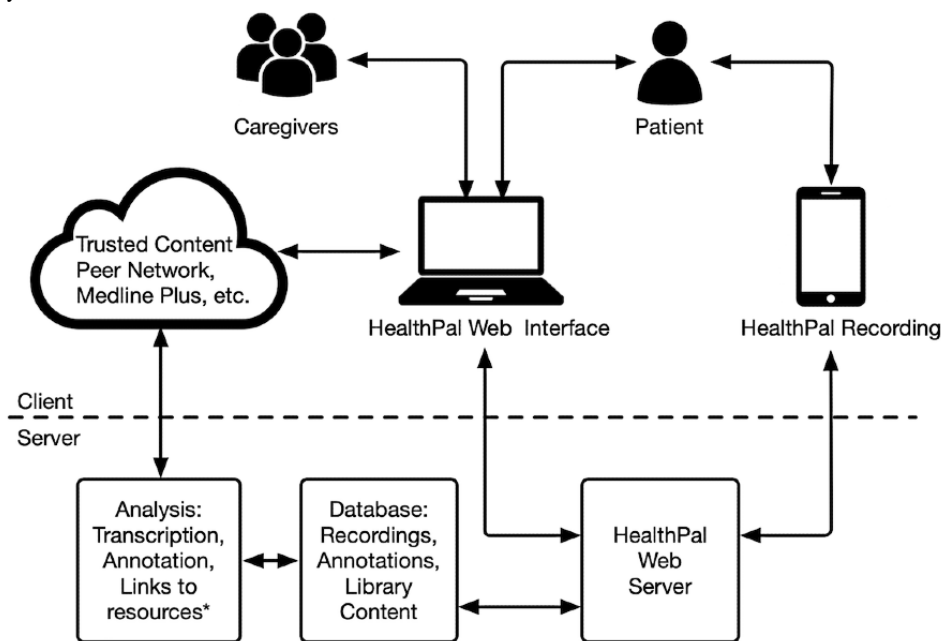 Caregivers
Patient
Trusted Content
Peer Network,
Medline Plus, etc.
HealthPal Web Interface
HealthPal Recording
Client
Server
Analysis:
Transcription,
Annotation,
Links to
resources*
Database:
Recordings,
Annotations,
Library
Content
HealthPal
Web
Server